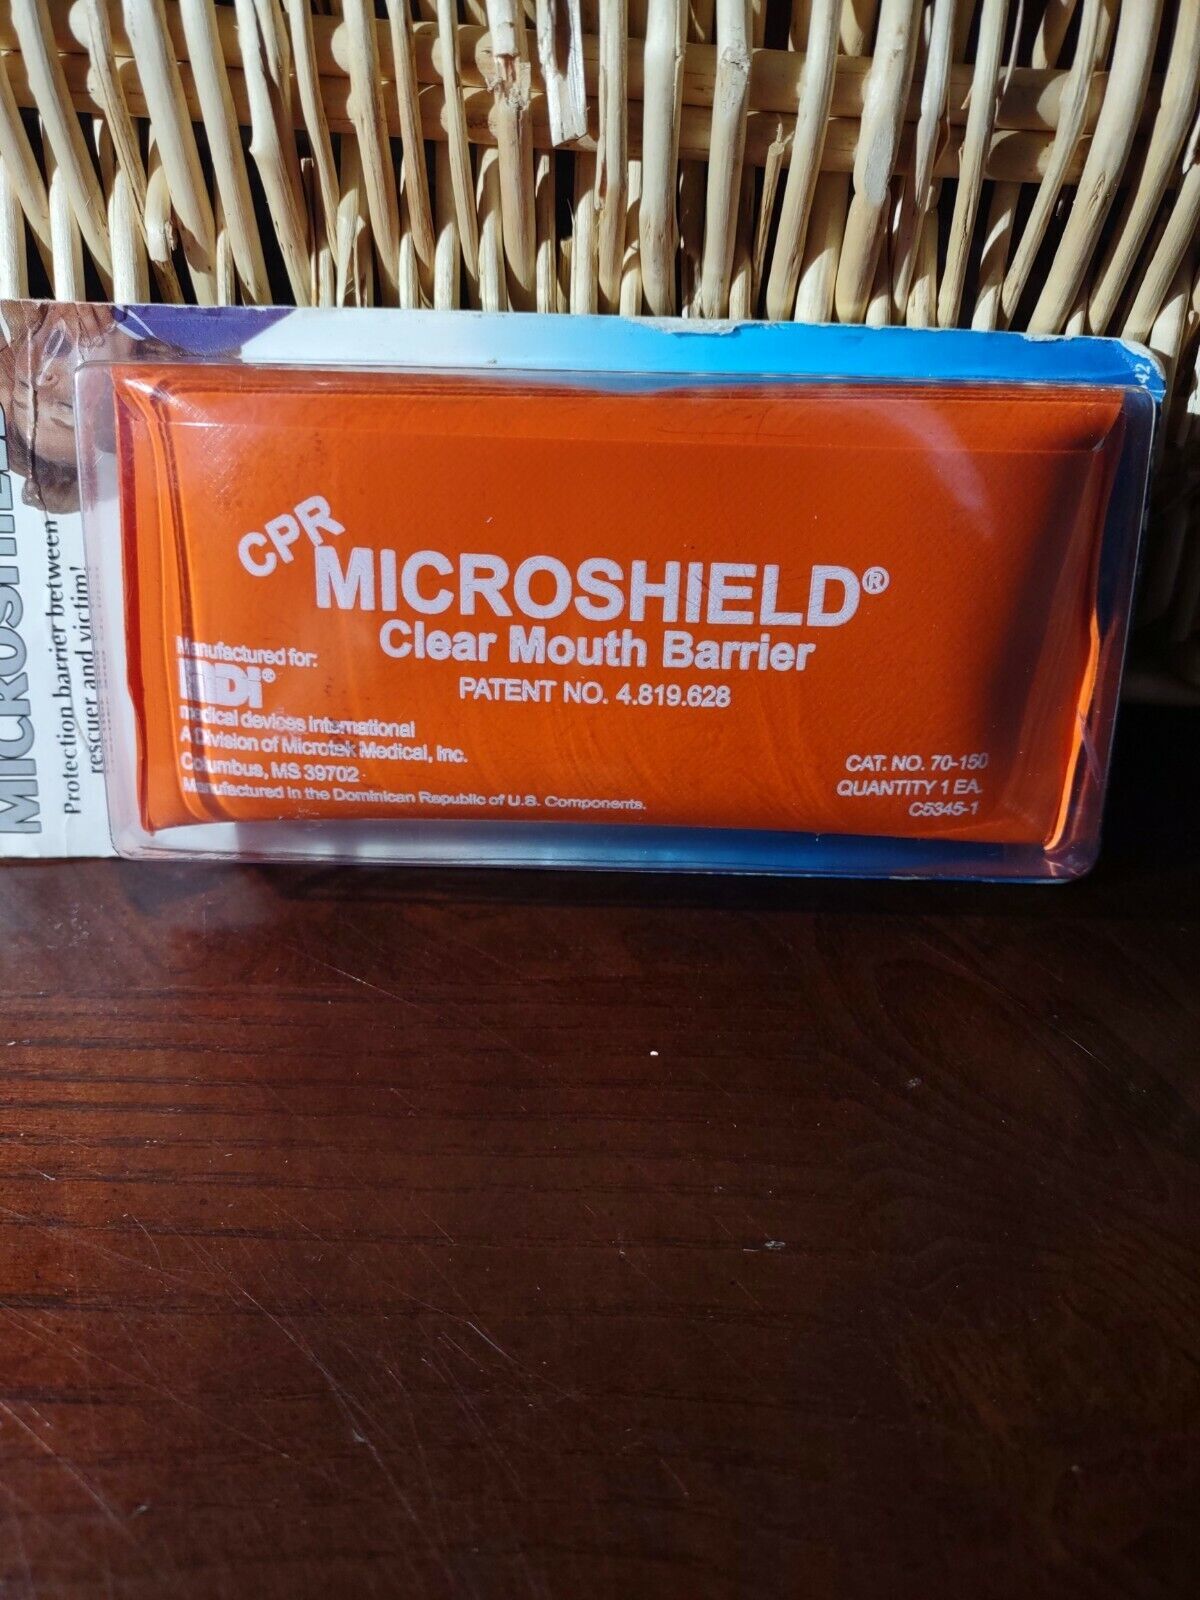 42
MICROSHIELD
Protection barrier between
rescuer and victim!
CPR
MICROSHIELD®
Clear Mouth Barrier
PATENT NO. 4.819.628
Manufactured for:
MDI®
medical devices international
A Division of Microtek Medical, Inc.
Columbus, MS 39702
Manufactured in the Dominican Republic of U.S. Components.
CAT. NO. 70-150
QUANTITY 1 EA.
C5345-1